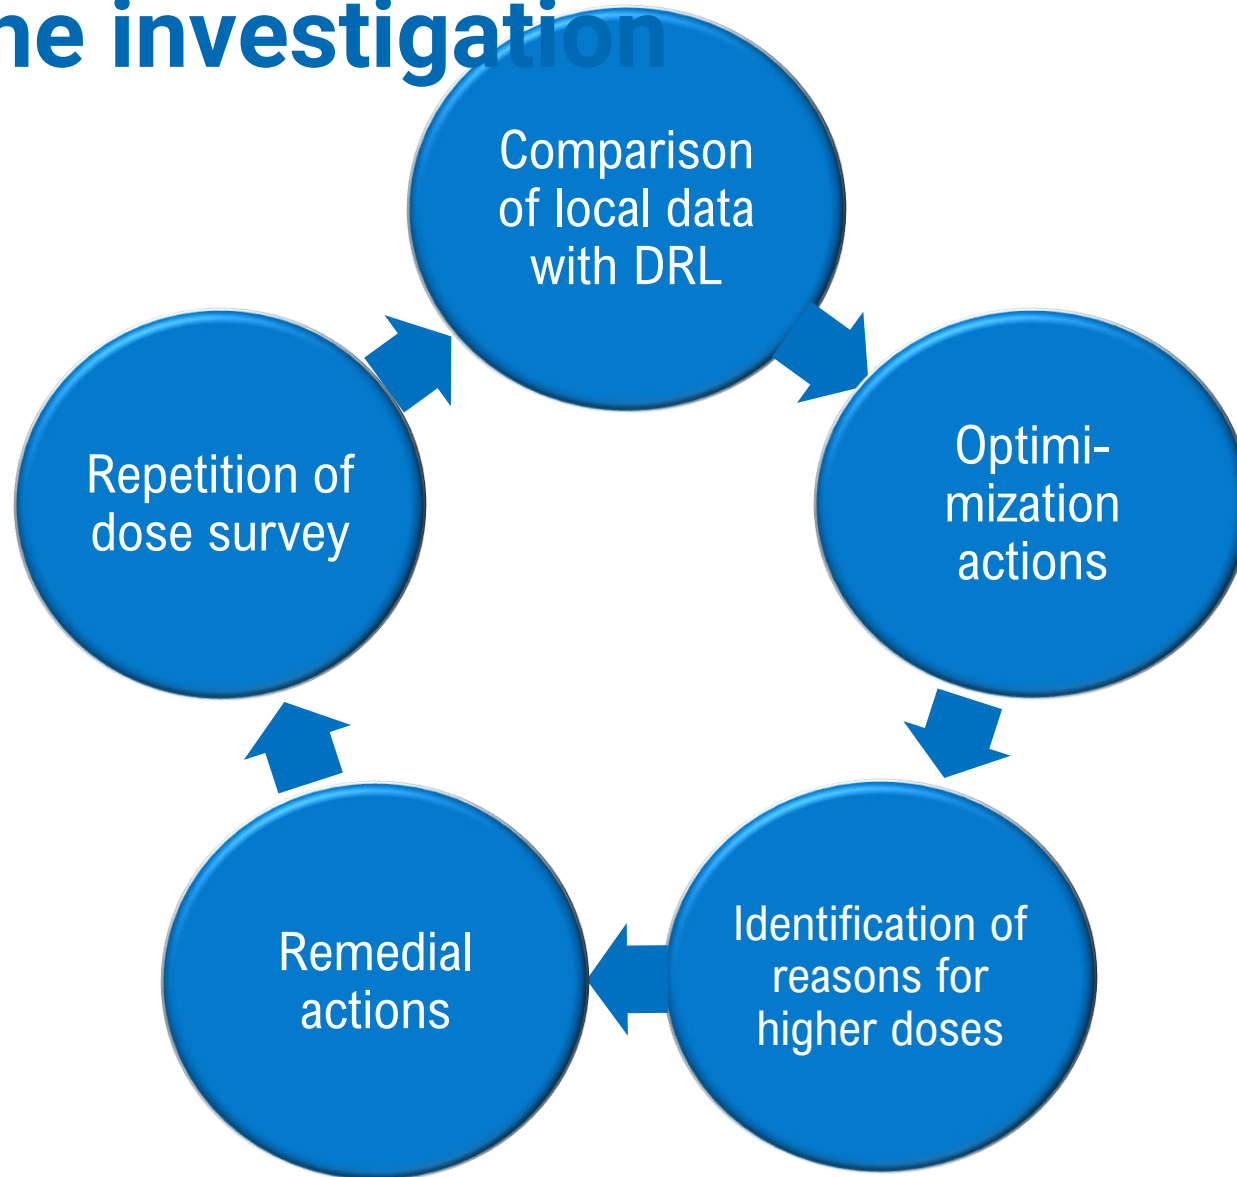 he investigation
Comparison
of local data
with DRL
Optimi-
mization
actions
Identification of
reasons for
higher doses
Remedial
actions
Repetition of
dose survey